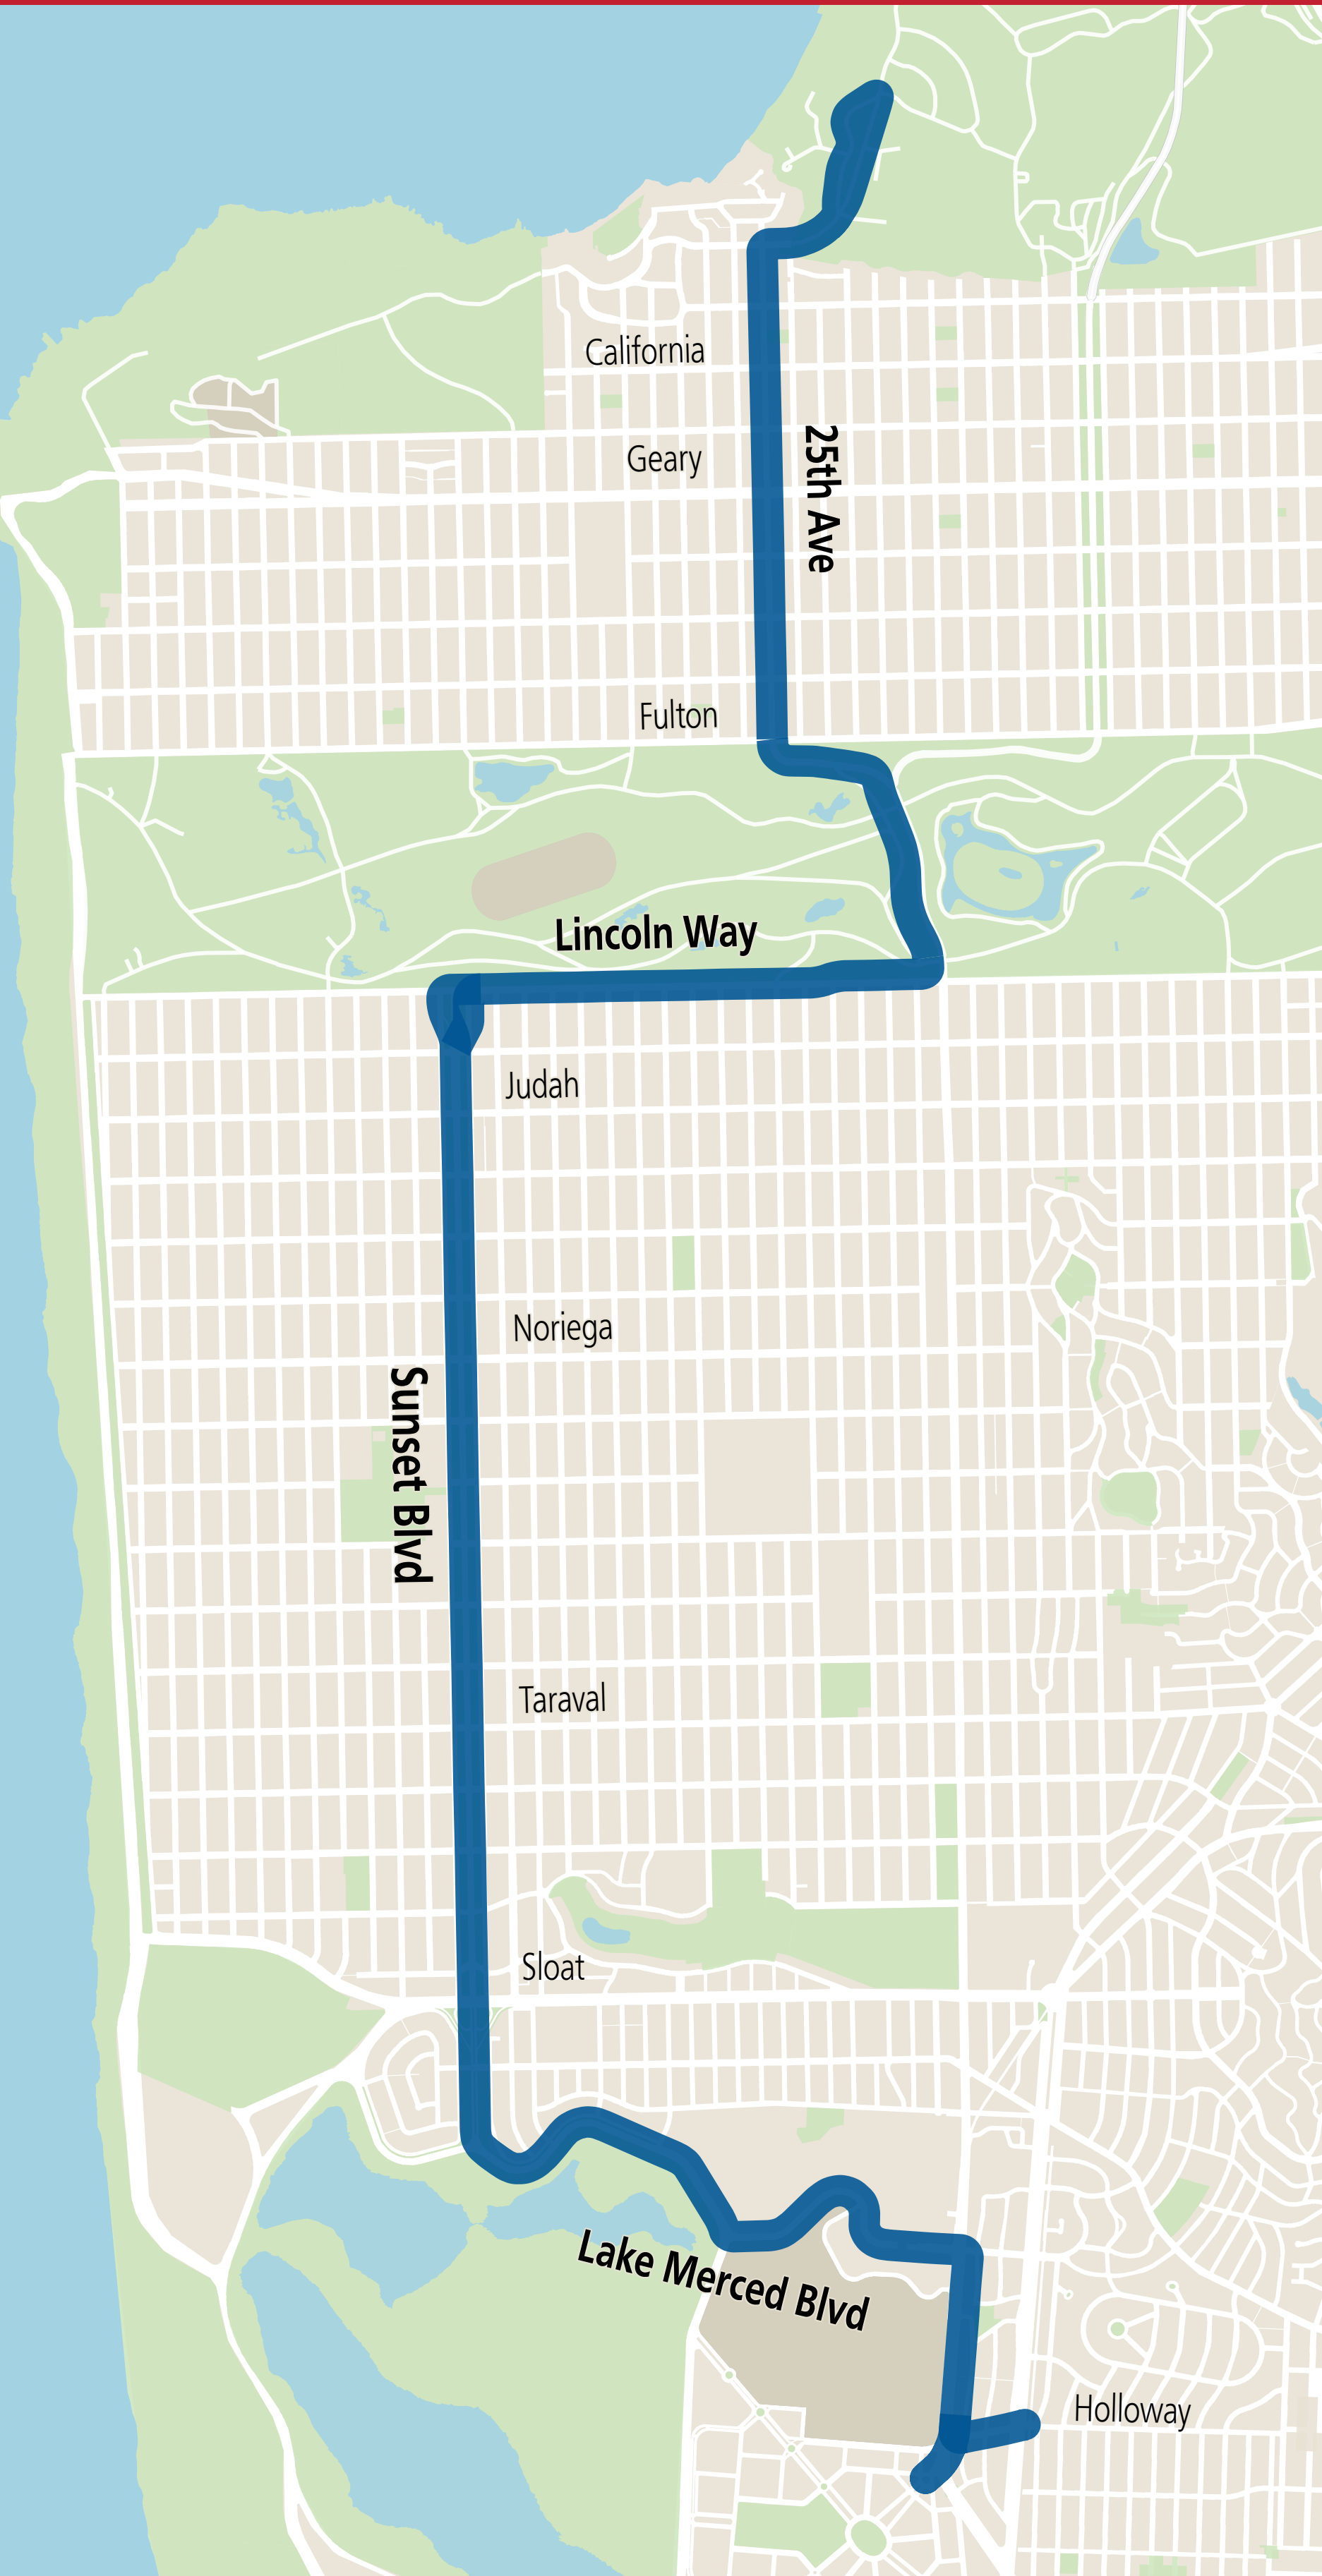 California
Geary
25th Ave
Fulton
Lincoln Way
Judah
Noriega
Sunset Blvd
Taraval
Sloat
Lake Merced Blvd
Holloway